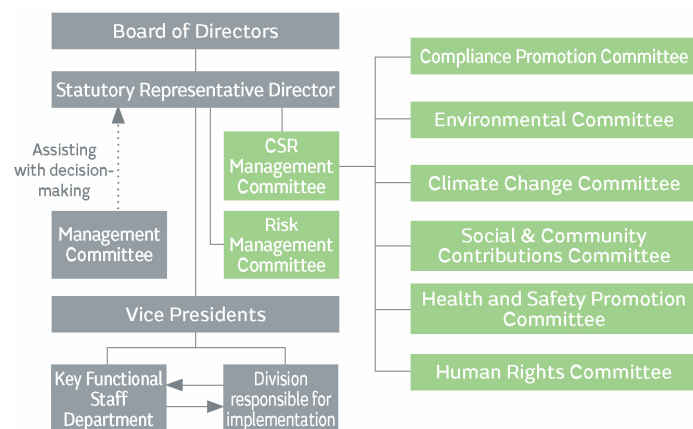 Board of Directors
Statutory Representative Director
Assisting
with decision-
making
Management
Committee
CSR
Management
Committee
Risk
Management
Committee
Vice Presidents
Key Functional
Staff
Department
Division
responsible for
implementation
Compliance Promotion Committee
Environmental Committee
Climate Change Committee
Social & Community
Contributions Committee
Health and Safety Promotion
Committee
Human Rights Committee